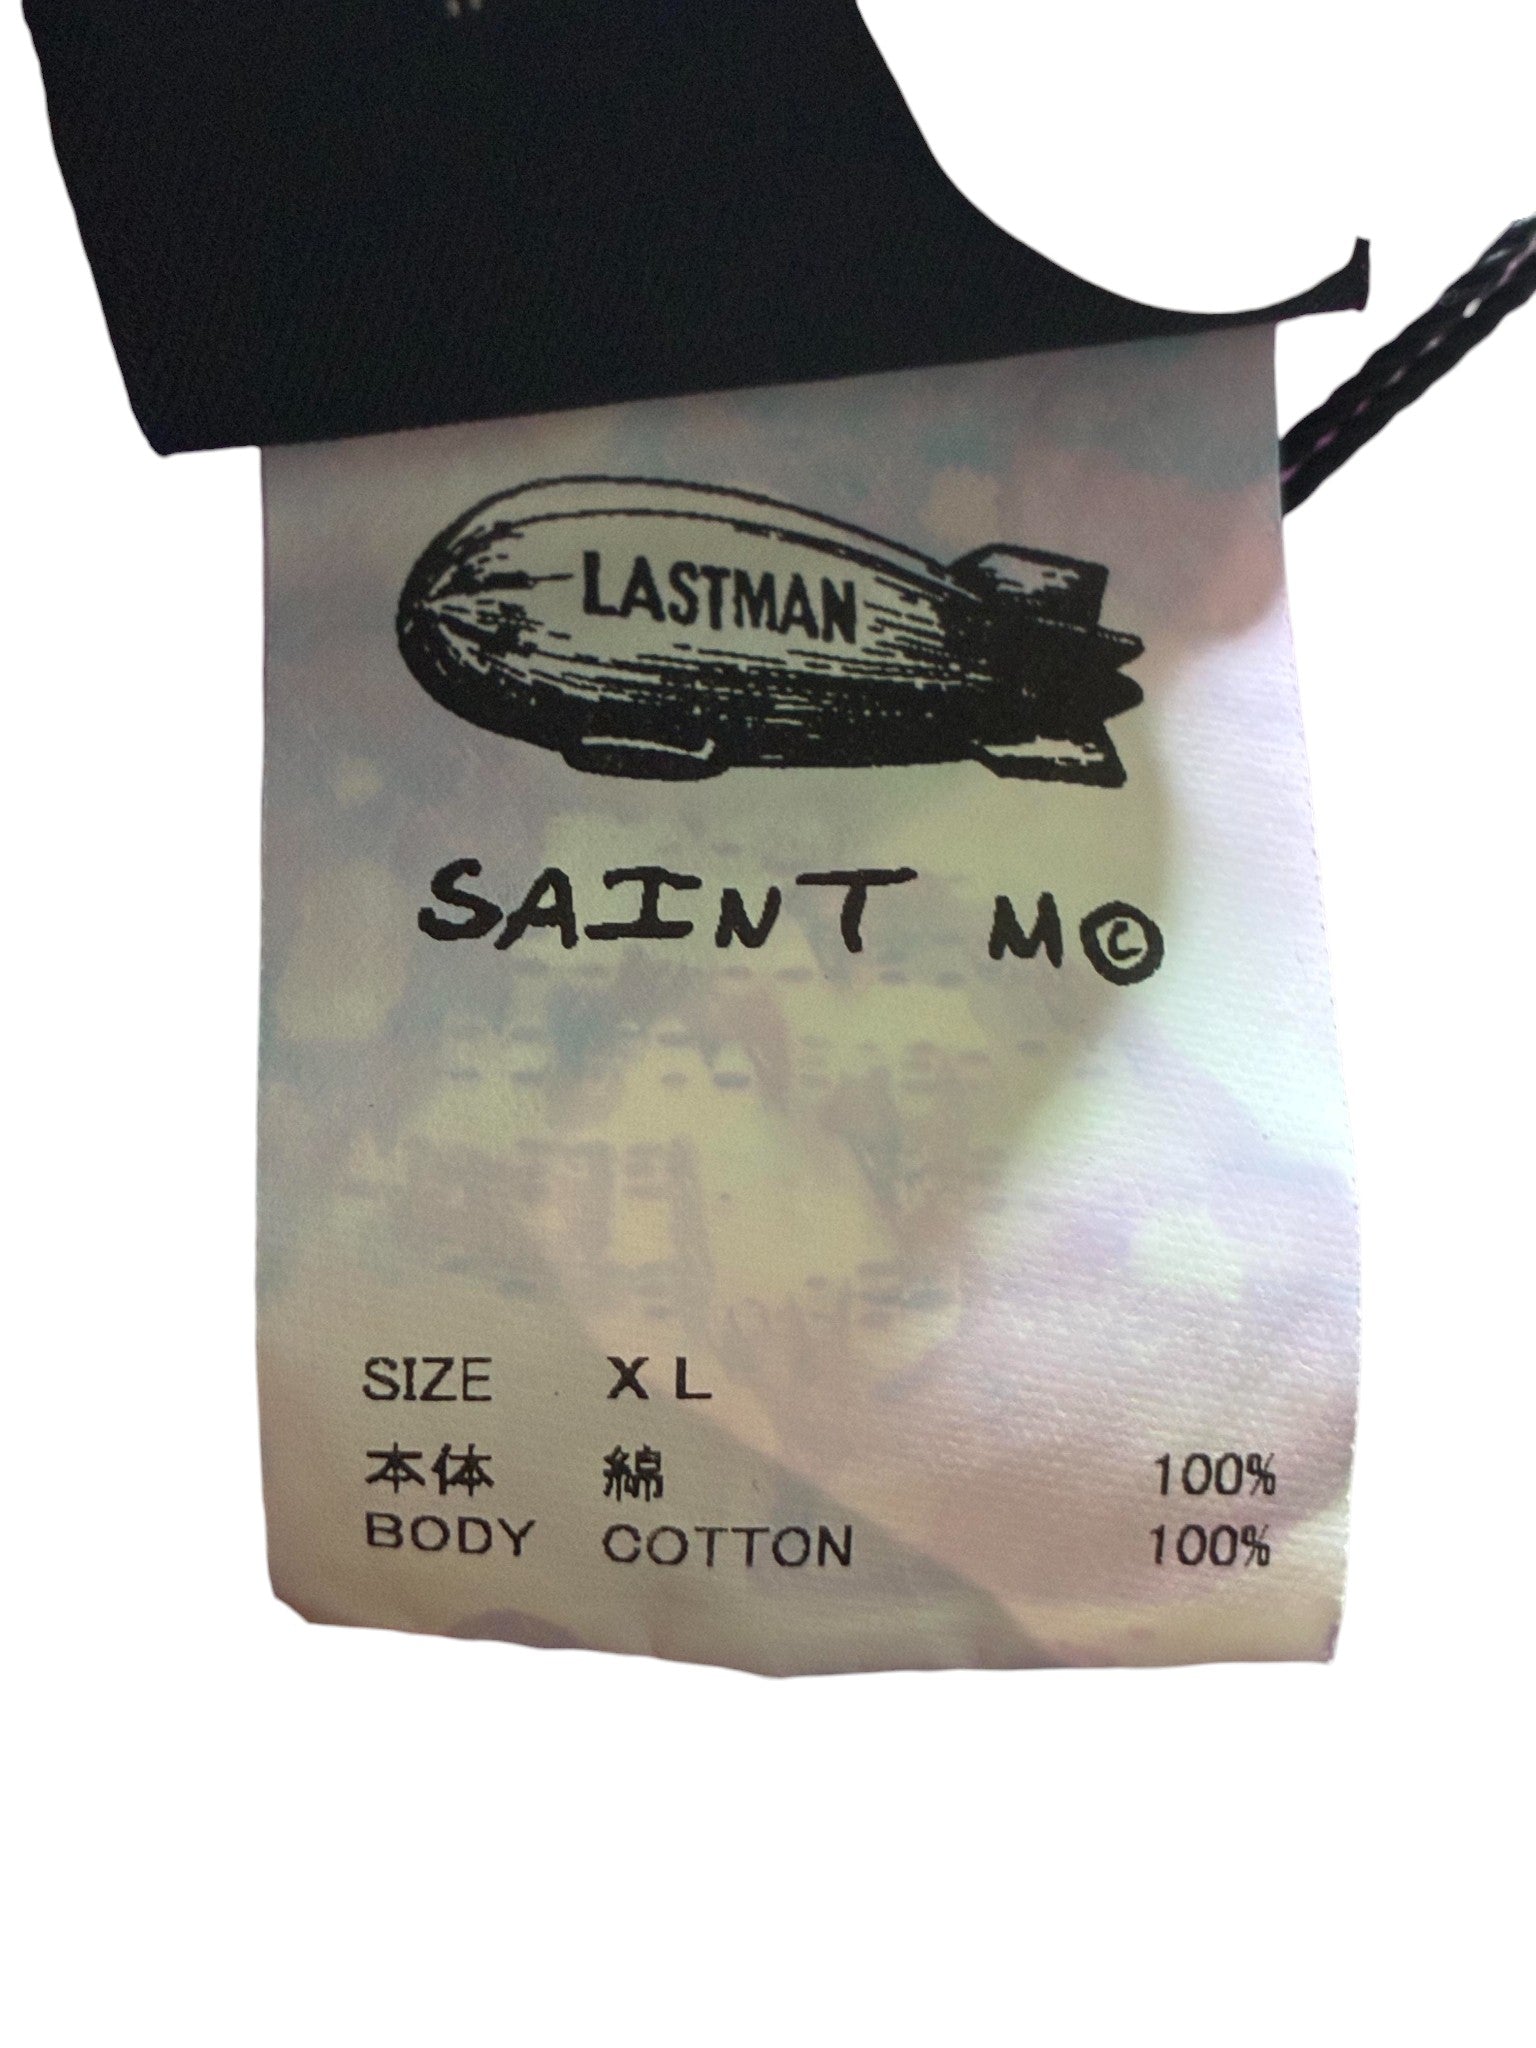 LASTMAN
SAINT M©
SIZE XL
本体 綿 100%
BODY COTTON 100%